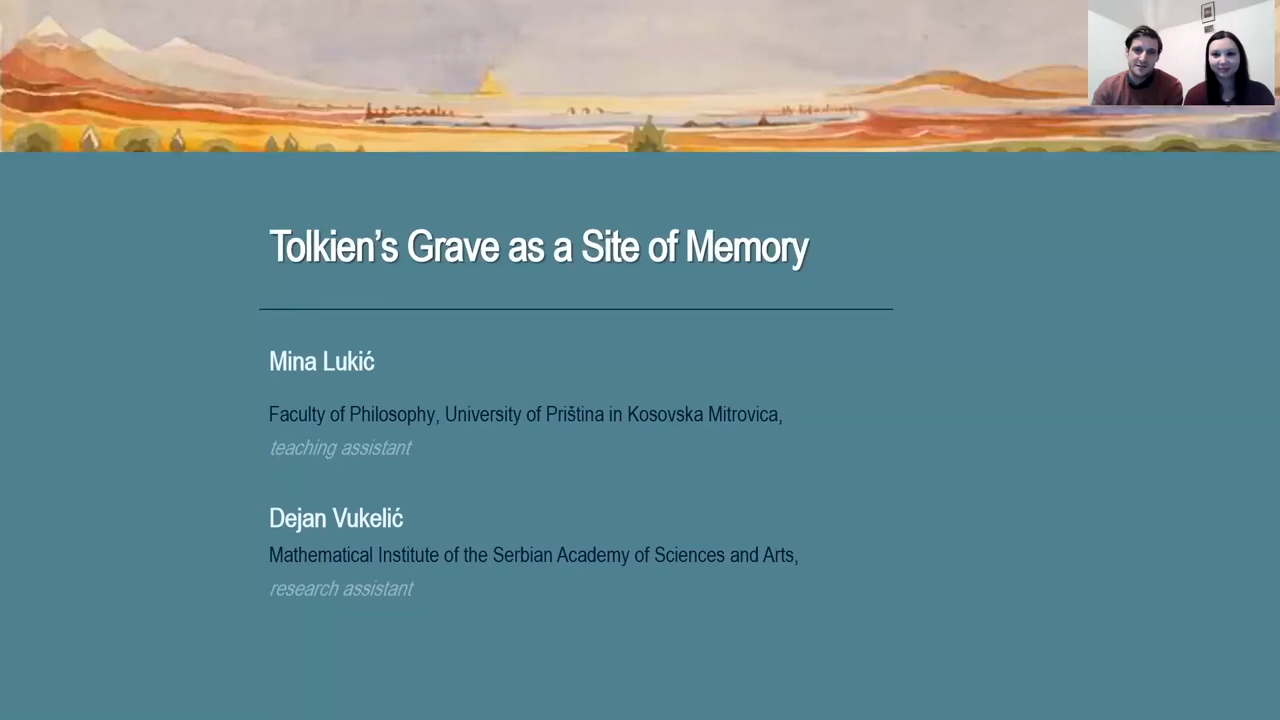 Tolkien’s Grave as a Site of Memory
Mina Lukić
Faculty of Philosophy, University of Priština in Kosovska Mitrovica,
teaching assistant
Dejan Vukelić
Mathematical Institute of the Serbian Academy of Sciences and Arts,
research assistant